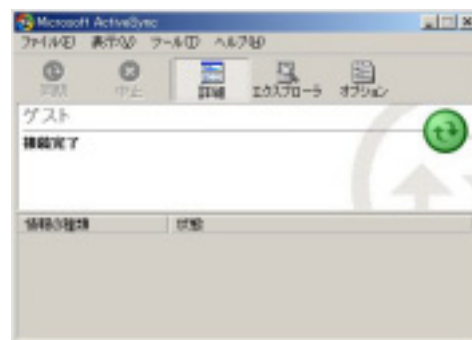 Microsoft ActiveSync
ファイル(F) 表示(V) ツール(T) ヘルプ(H)
同期 中止 詳細 エクスプローラ オプション
ゲスト
接続完了
情報の種類 状態